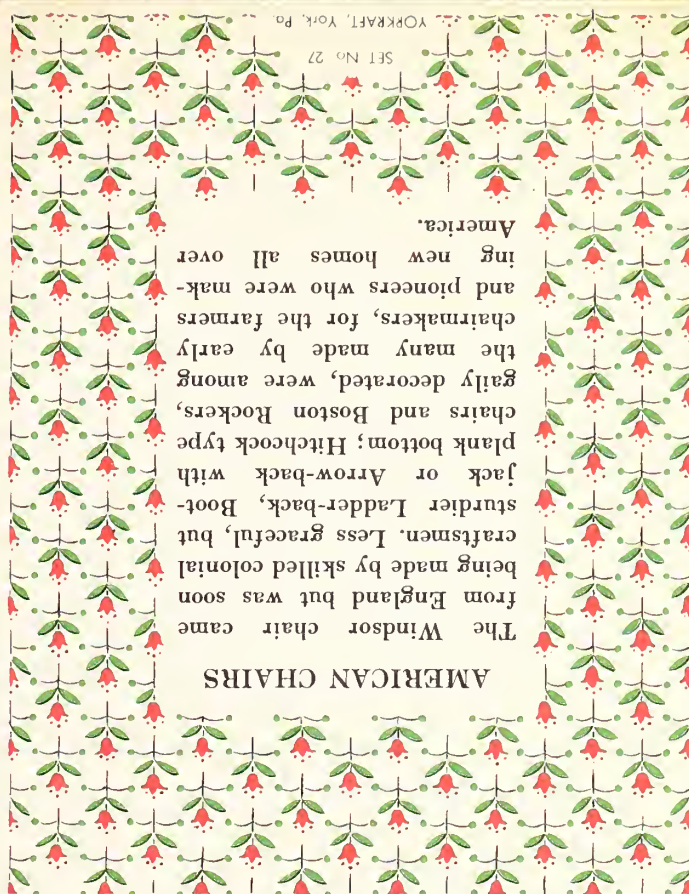 AMERICAN CHAIRS
The Windsor chair came
from England but was soon
being made by skilled colonial
craftsmen. Less graceful, but
sturdier Ladder-back, Boot-
jack or Arrow-back with
plank bottom; Hitchcock type
chairs and Boston Rockers,
gaily decorated, were among
the many made by early
chairmakers, for the farmers
and pioneers who were mak-
ing new homes all over
America.
SET No 27
YORKRAFT, York, Pa.